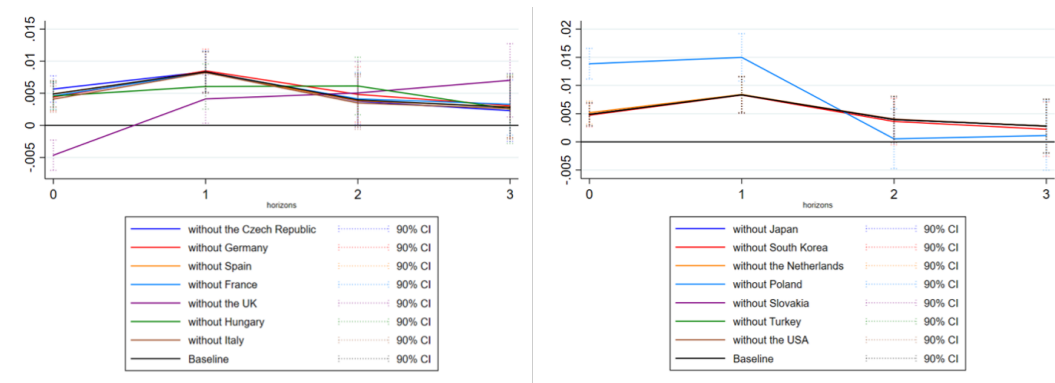 .015
.01
.005
0
-.005
0
1
2
3
horizons
without the Czech Republic
90% CI
without Germany
90% CI
without Spain
90% CI
without France
90% CI
without the UK
90% CI
without Hungary
90% CI
without Italy
90% CI
Baseline
90% CI
.02
.015
.01
.005
0
-.005
0
1
2
3
horizons
without Japan
90% CI
without South Korea
90% CI
without the Netherlands
90% CI
without Poland
90% CI
without Slovakia
90% CI
without Turkey
90% CI
without the USA
90% CI
Baseline
90% CI